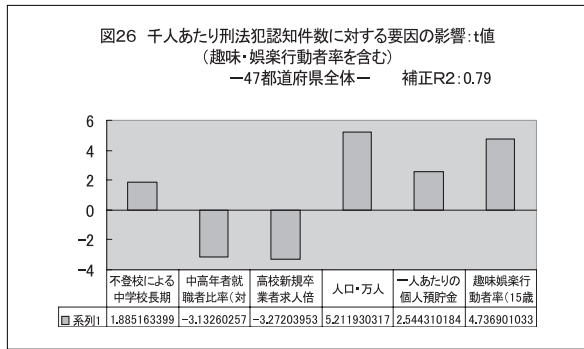 図26 千人あたり刑法犯認知件数に対する要因の影響:t値
(趣味・娯楽行動者率を含む)
ー47都道府県全体ー 補正R2:0.79
6
4
2
0
-2
-4
不登校による 中高年者就 高校新規卒 人口・万人 一人あたりの 趣味娯楽行
中学校長期 職者比率(対 業者求人倍 個人預貯金 動者率(15歳
系列1 1.885163399 -3.13260257 -3.27203953 5.211930317 2.544310184 4.736901033